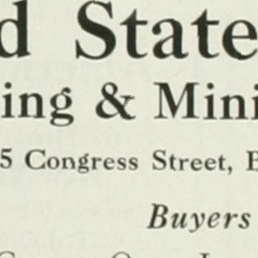 d State
ing & Mini
5 Congress Street, B
Buyers